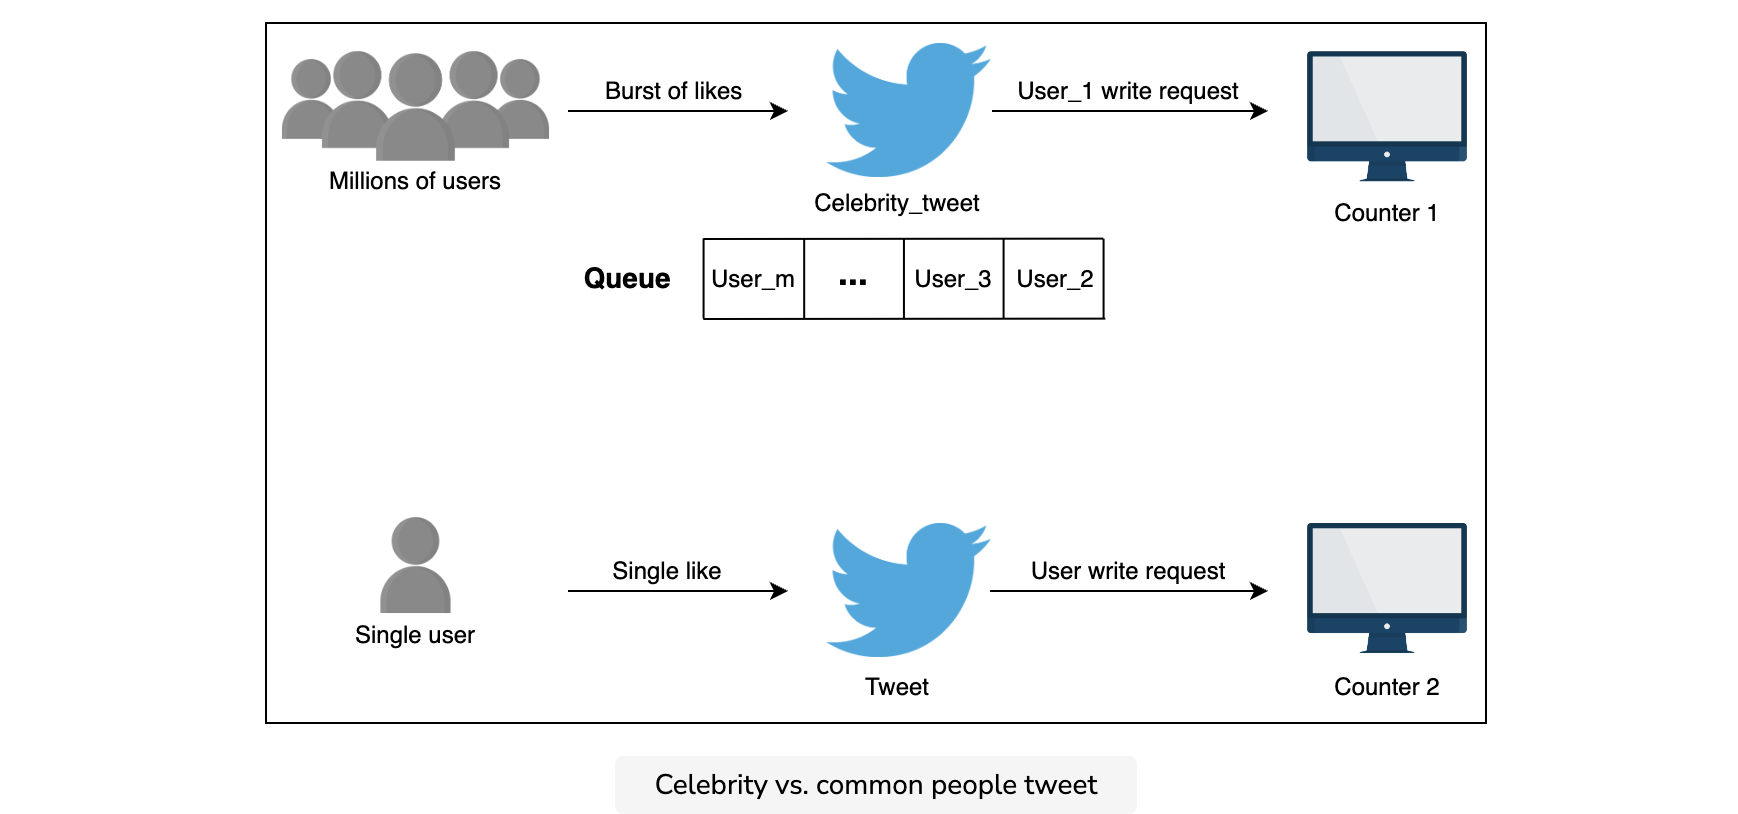 Burst of likes
User_1 write request
Millions of users
Celebrity_tweet
Counter 1
Queue
User_m
...
User_3
User_2
Single like
User write request
Single user
Tweet
Counter 2
Celebrity vs. common people tweet